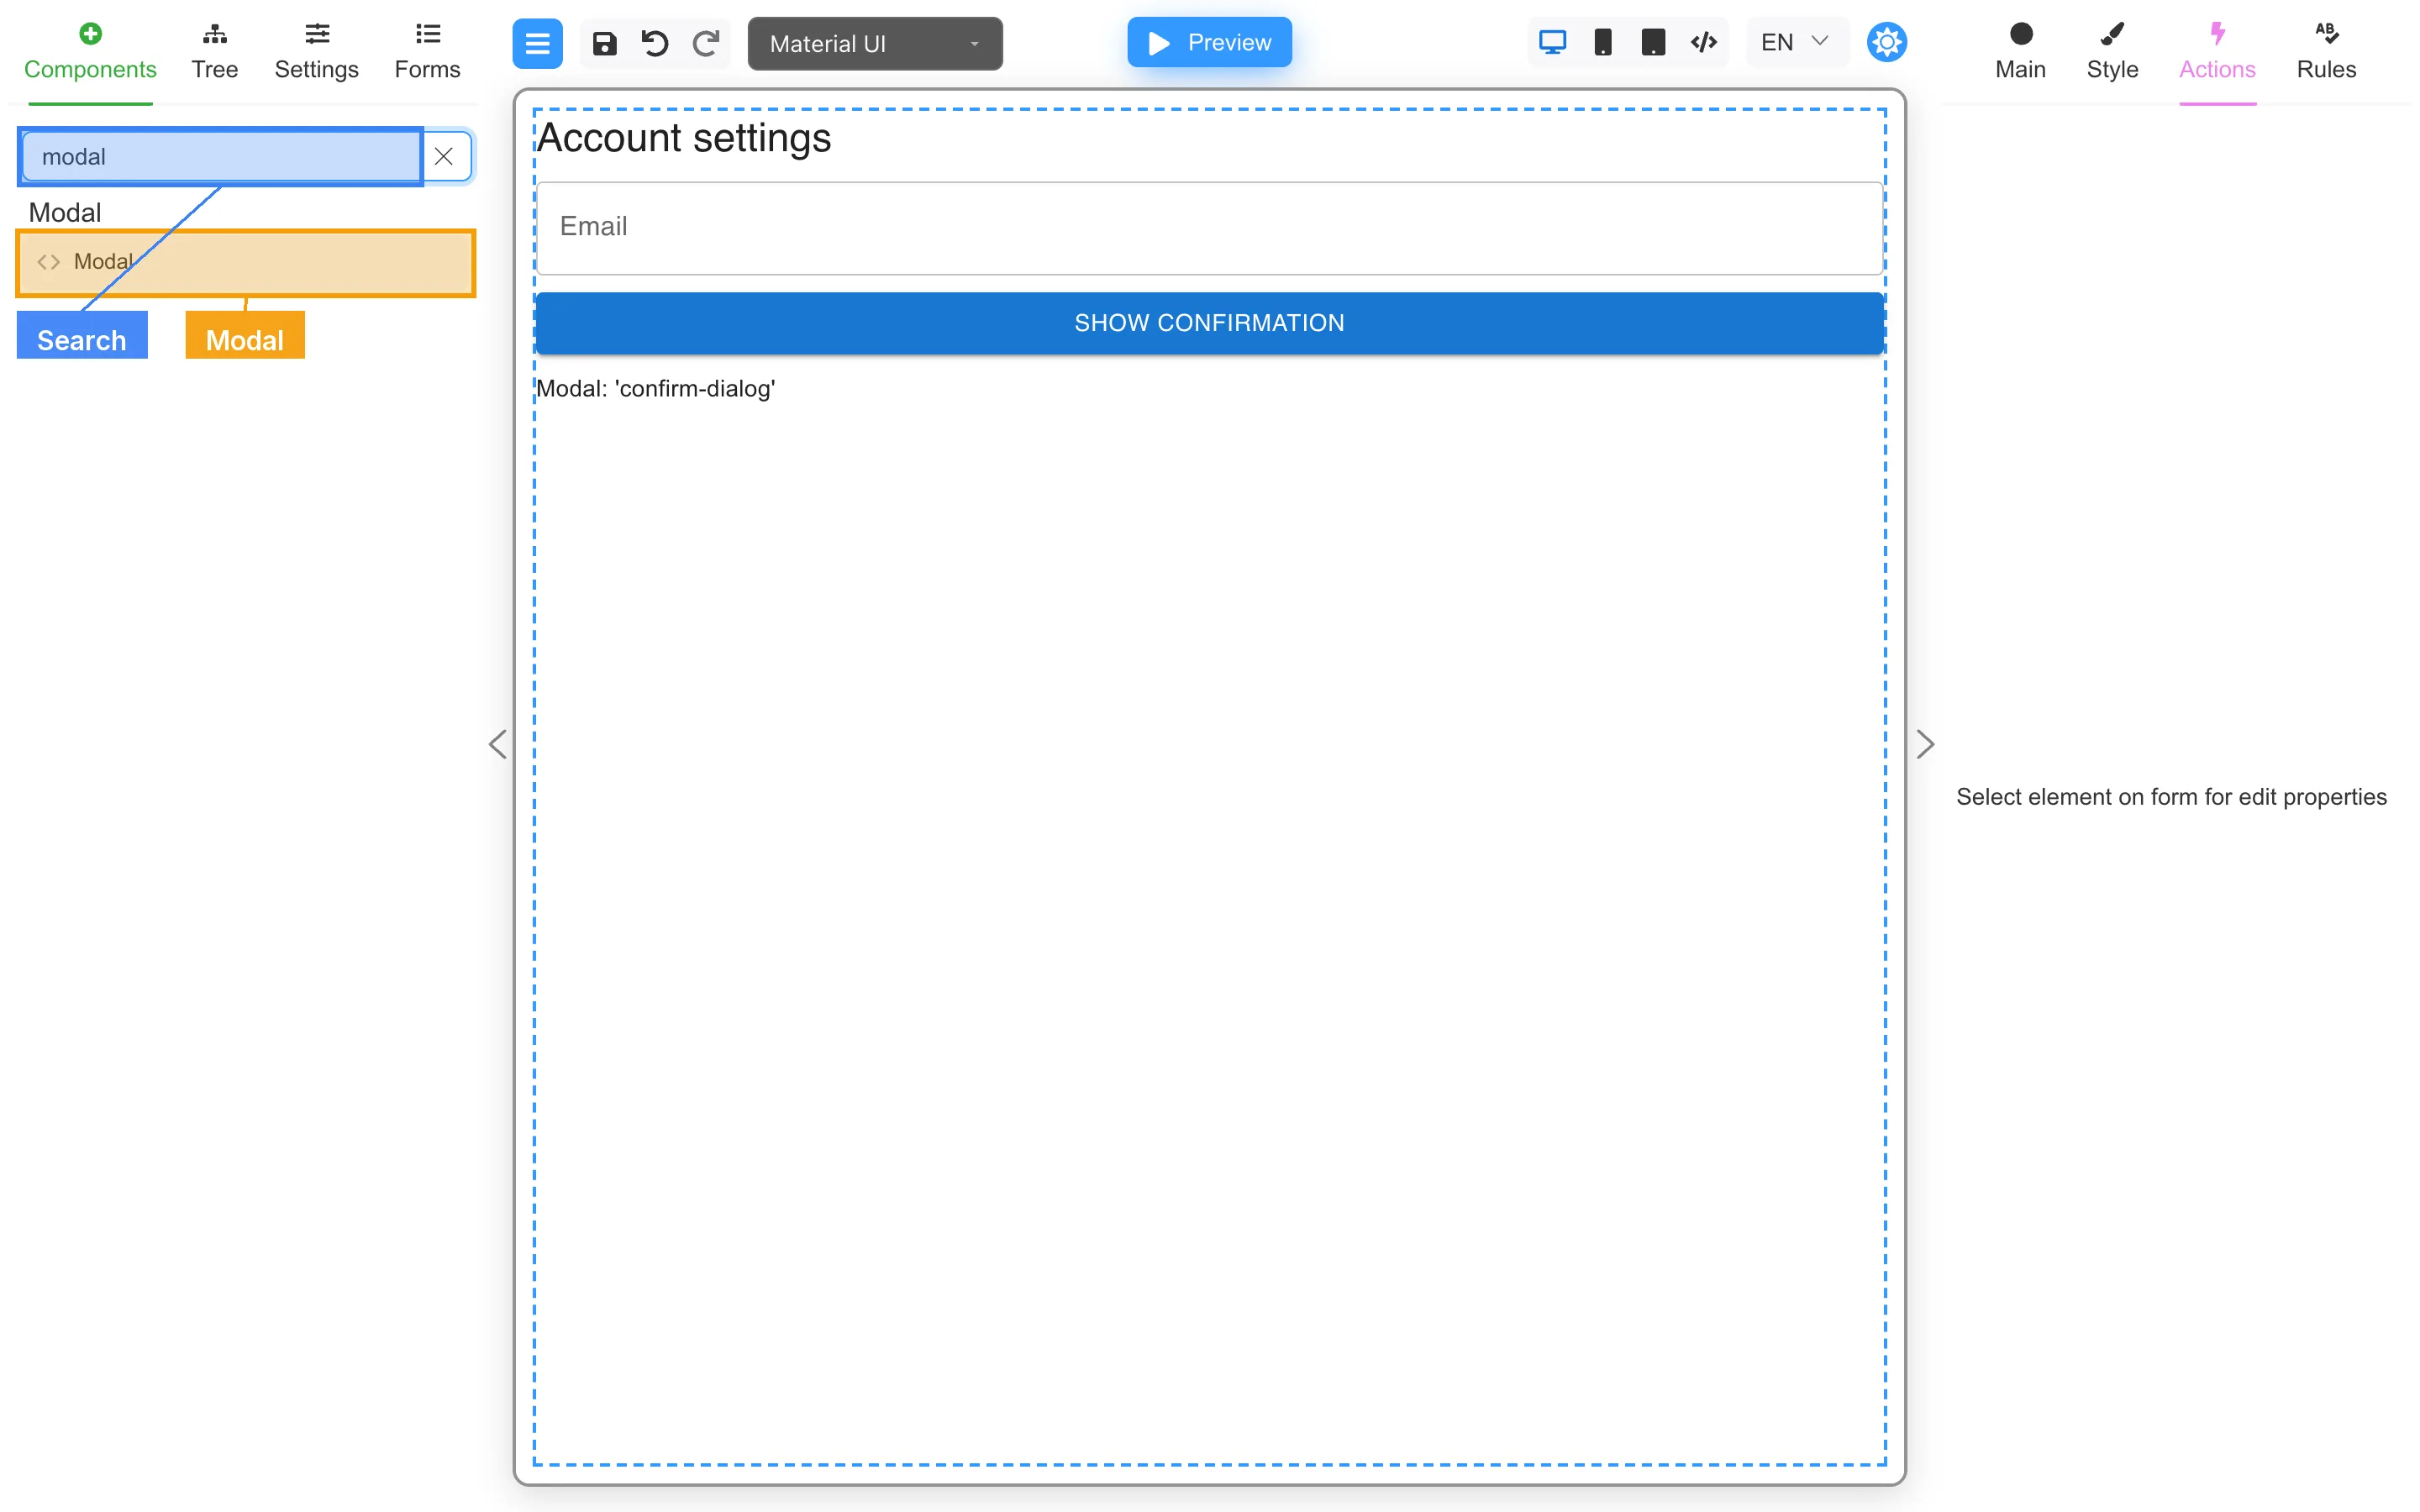 Components Tree Settings Forms
Material UI
Preview
EN
Main Style Actions Rules
modal
Modal
Modal
Search Modal
Account settings
Email
SHOW CONFIRMATION
Modal: 'confirm-dialog'
Select element on form for edit properties